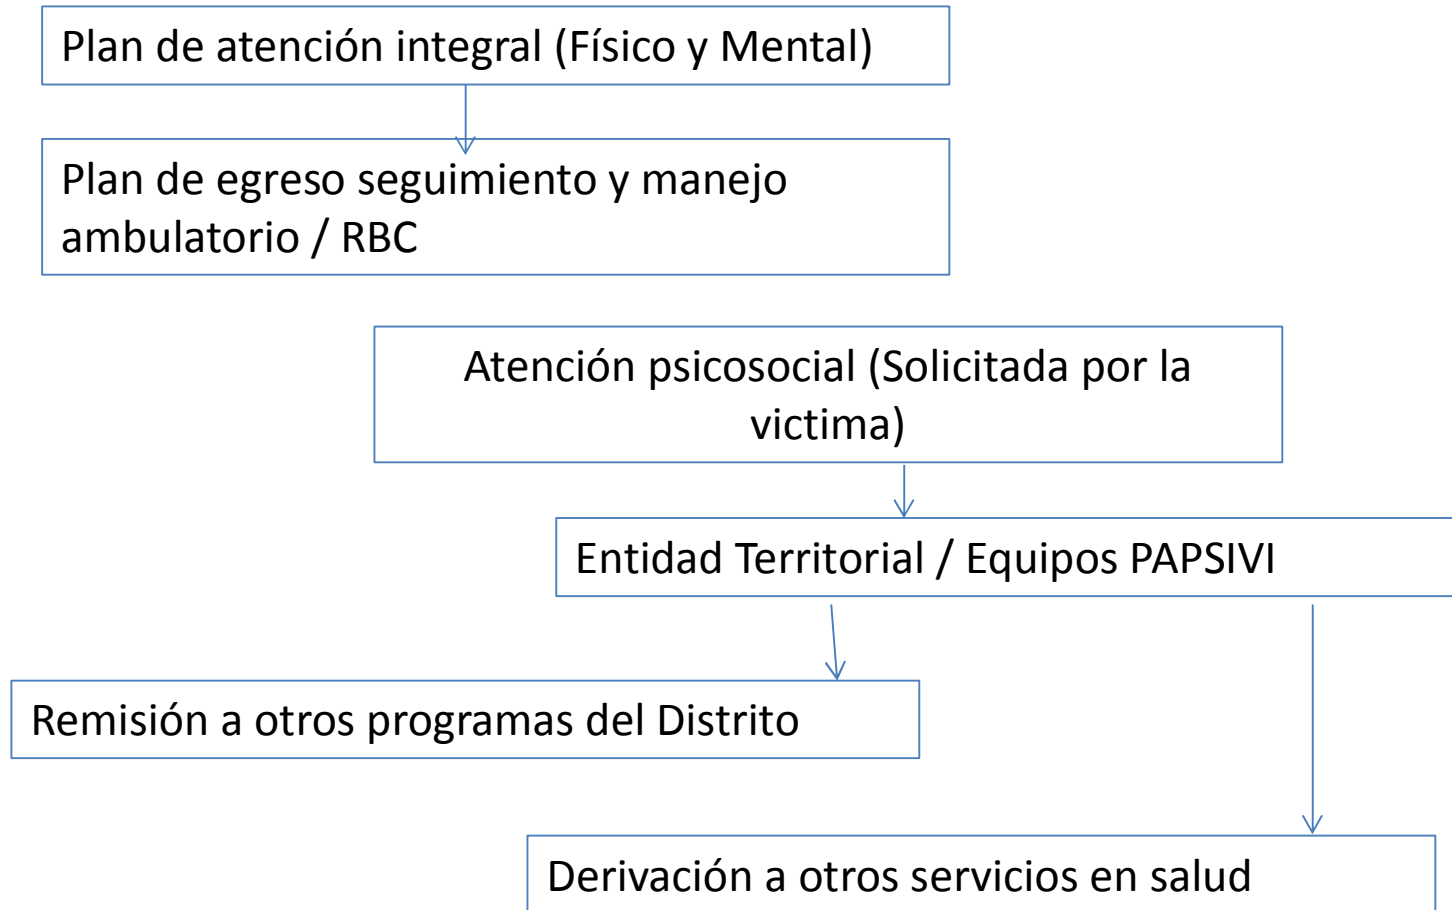 Plan de atención integral (Físico y Mental)
Plan de egreso seguimiento y manejo
ambulatorio / RBC
Atención psicosocial (Solicitada por la
victima)
Entidad Territorial / Equipos PAPSIVI
Remisión a otros programas del Distrito
Derivación a otros servicios en salud